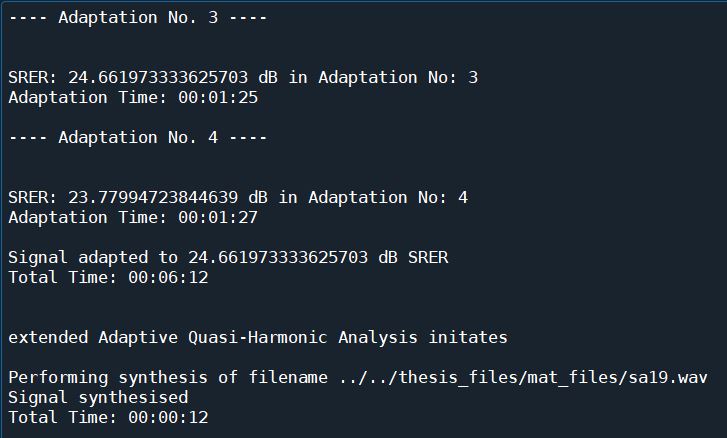 ---- Adaptation No. 3 ----
SRER: 24.661973333625703 dB in Adaptation No: 3
Adaptation Time: 00:01:25
---- Adaptation No. 4 ----
SRER: 23.77994723844639 dB in Adaptation No: 4
Adaptation Time: 00:01:27
Signal adapted to 24.661973333625703 dB SRER
Total Time: 00:06:12
extended Adaptive Quasi-Harmonic Analysis initates
Performing synthesis of filename ../../thesis_files/mat_files/sa19.wav
Signal synthesised
Total Time: 00:00:12